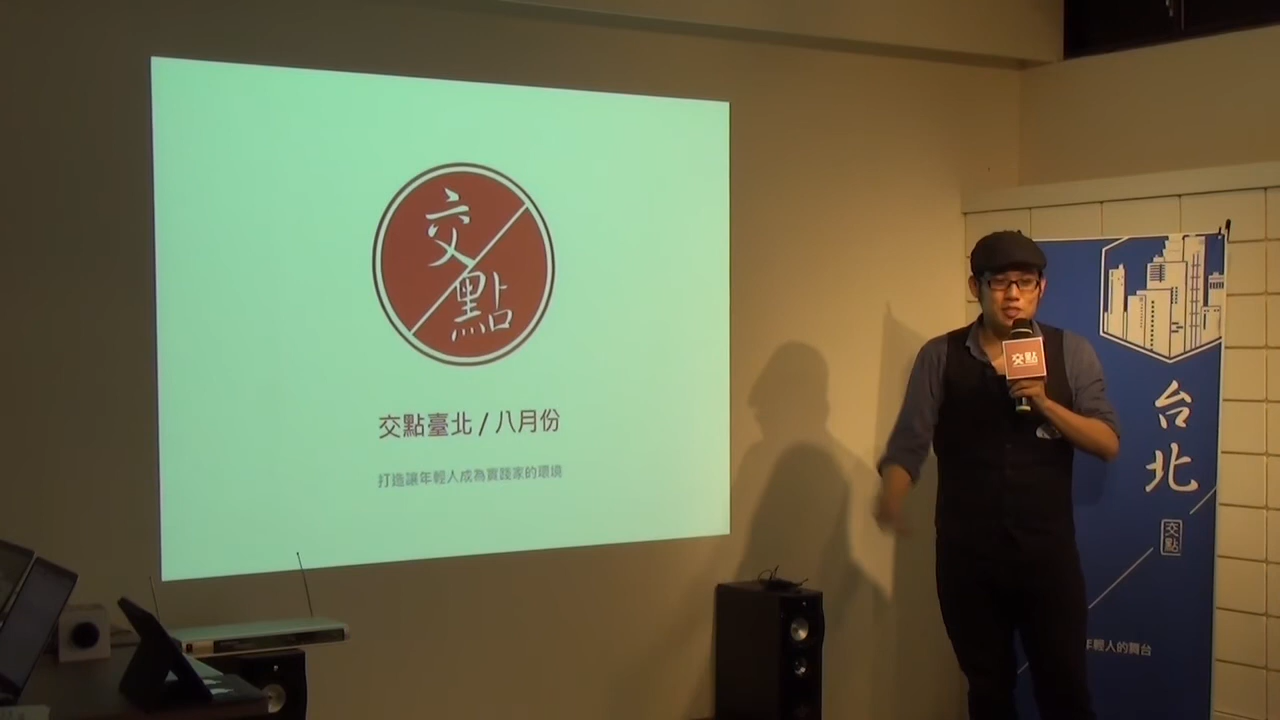 交
點
交點臺北 / 八月份
打造讓年輕人成為實踐家的環境
交點
台北
交點
年輕人的舞台